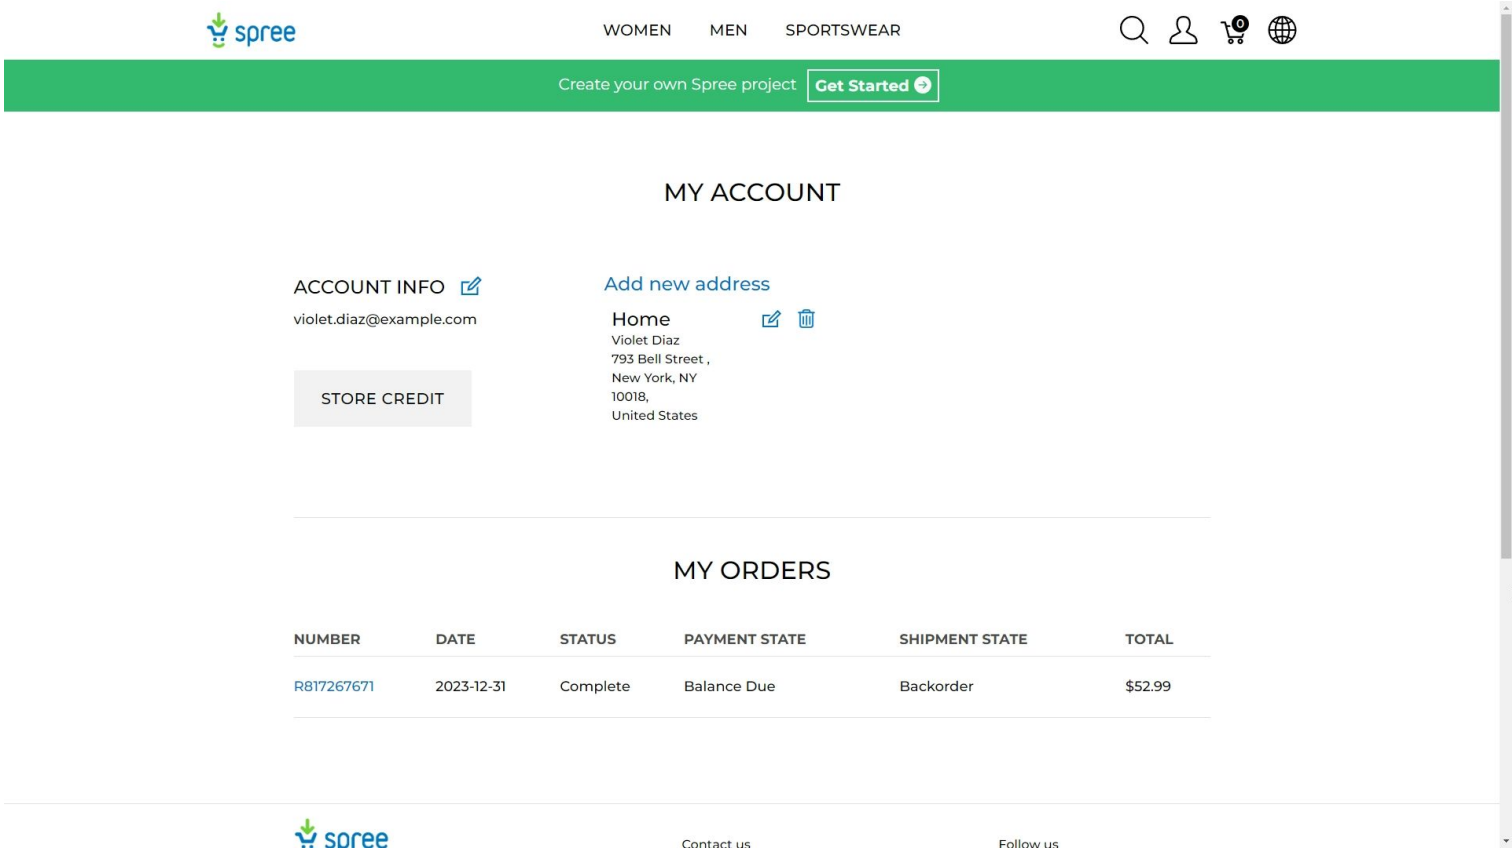 spree
WOMEN MEN SPORTSWEAR
0
Create your own Spree project Get Started
MY ACCOUNT
ACCOUNT INFO
violet.diaz@example.com
STORE CREDIT
Add new address
Home
Violet Diaz
793 Bell Street ,
New York, NY
10018,
United States
MY ORDERS
NUMBER DATE STATUS PAYMENT STATE SHIPMENT STATE TOTAL
R817267671 2023-12-31 Complete Balance Due Backorder $52.99
spree
Contact us
Follow us